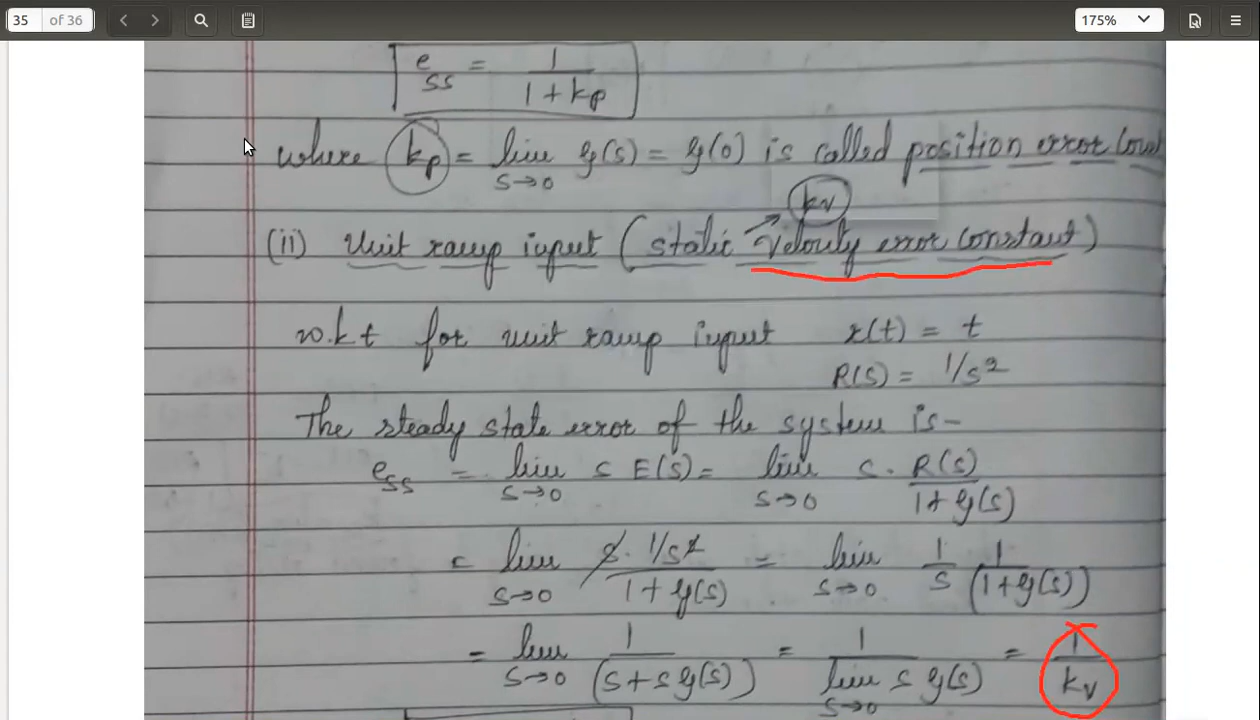 35 of 36
175%
e_ss = 1/(1 + kp)
where kp = lim s→0 G(s) = G(0) is called position error
kv
(ii) Unit ramp input (static velouty error constant)
w.k t for unit ramp input r(t) = t
R(s) = 1/s²
The steady state error of the system is-
e_ss = lim s→0 s E(s) = lim s→0 s . R(s)/(1+G(s))
= lim s→0 s. 1/s²/(1 + G(s)) = lim s→0 1/s 1/(1+G(s))
= lim s→0 1/(s+sG(s)) = 1/(lim s→0 s G(s)) = 1/kv